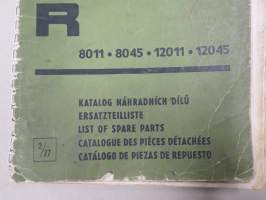 R
8011 • 8045 • 12011 • 12045
KATALOG NÁHRADNÍCH DÍLŮ
ERSATZTEILLISTE
LIST OF SPARE PARTS
CATALOGUE DES PIÈCES DÉTACHÉES
CATÁLOGO DE PIEZAS DE REPUESTO
2/77